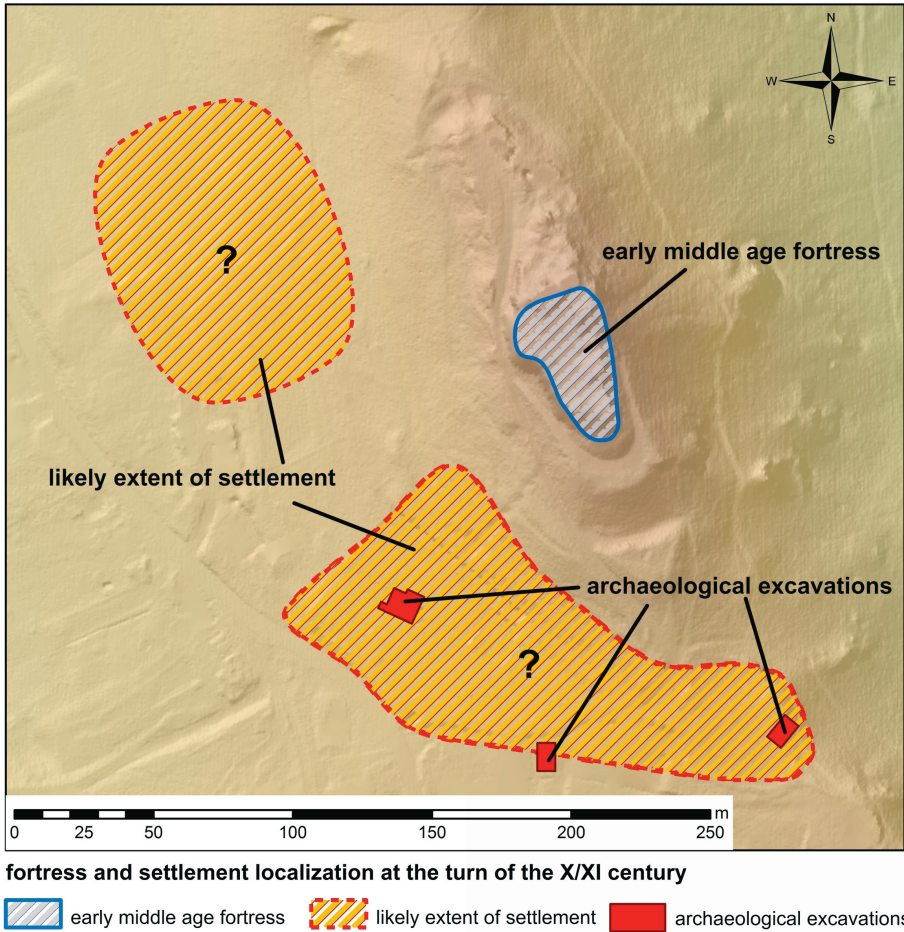 N
W E
S
early middle age fortress
?
likely extent of settlement
archaeological excavations
?
m
0 25 50 100 150 200 250
fortress and settlement localization at the turn of the X/XI century
early middle age fortress likely extent of settlement archaeological excavations